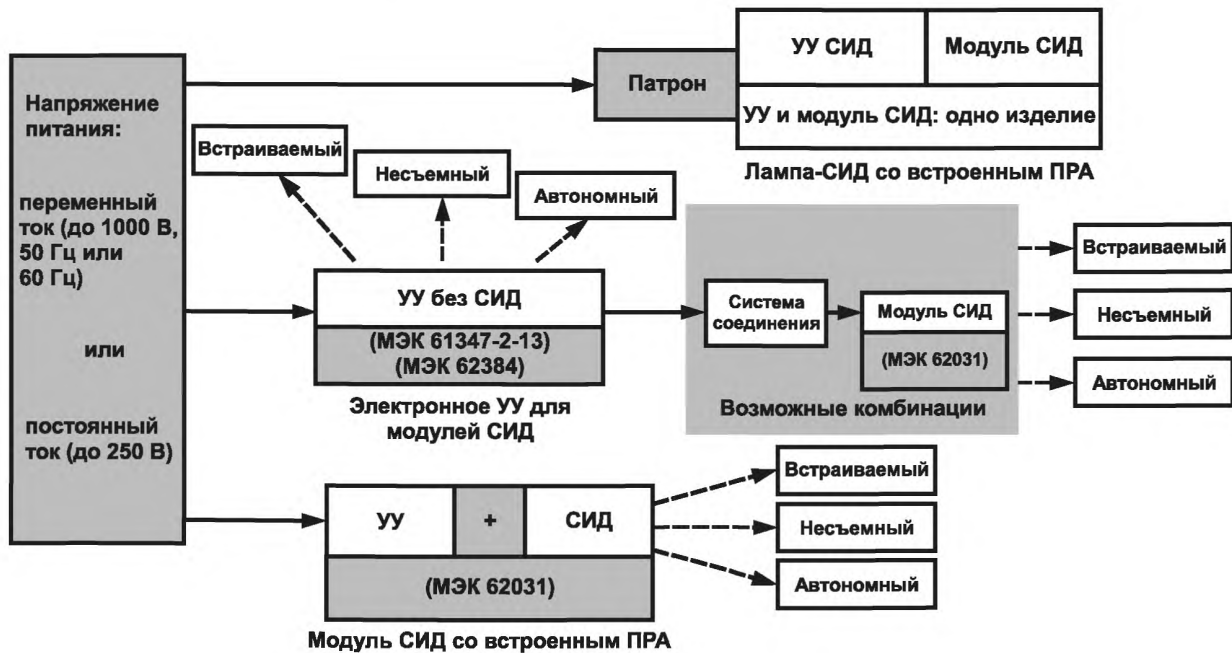 Напряжение
питания:
переменный
ток (до 1000 В,
50 Гц или
60 Гц)
или
постоянный
ток (до 250 В)
Патрон
УУ СИД
Модуль СИД
УУ и модуль СИД: одно изделие
Лампа-СИД со встроенным ПРА
Встраиваемый
Несъемный
Автономный
УУ без СИД
(МЭК 61347-2-13)
(МЭК 62384)
Электронное УУ для
модулей СИД
Система
соединения
Модуль СИД
(МЭК 62031)
Возможные комбинации
Встраиваемый
Несъемный
Автономный
УУ
+
СИД
(МЭК 62031)
Модуль СИД со встроенным ПРА
Встраиваемый
Несъемный
Автономный